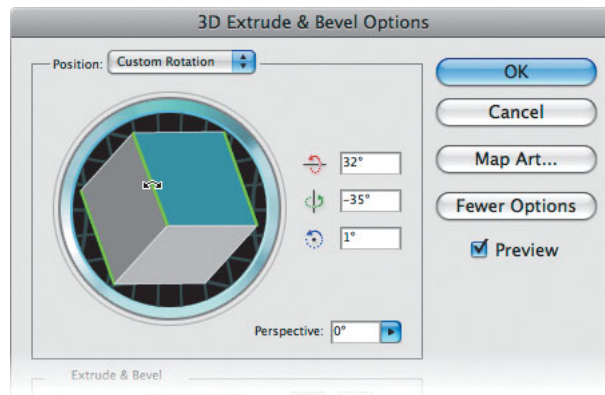 3D Extrude & Bevel Options
Position: Custom Rotation
OK
Cancel
Map Art...
Fewer Options
Preview
32°
-35°
1°
Perspective: 0°
Extrude & Bevel